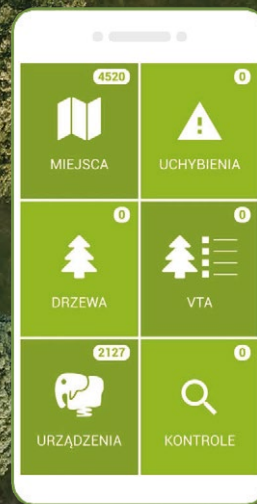 4520
0
MIEJSCA
UCHYBIENIA
0
0
DRZEWA
VTA
2127
0
URZĄDZENIA
KONTROLE